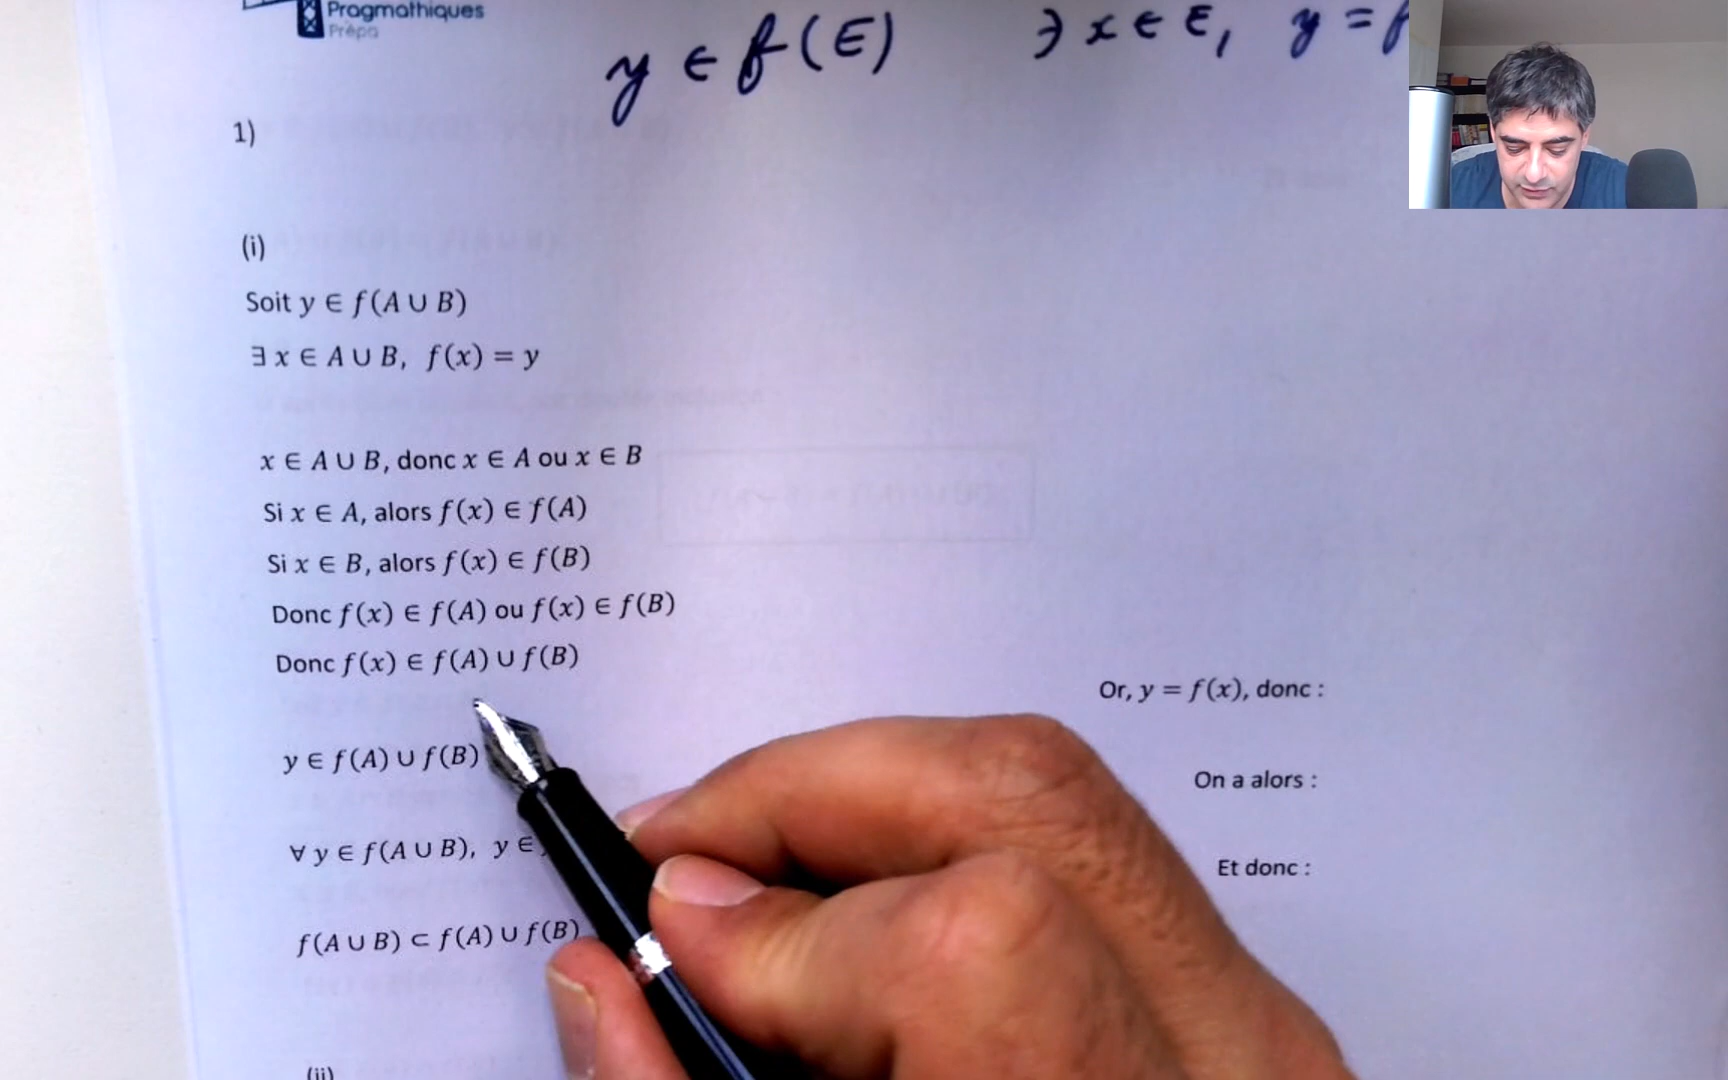 Pragmathiques
Prépa
y ∈ f(E) ∃ x ∈ E, y = f
1)
(i)
Soit y ∈ f(A ∪ B)
∃ x ∈ A ∪ B, f(x) = y
x ∈ A ∪ B, donc x ∈ A ou x ∈ B
Si x ∈ A, alors f(x) ∈ f(A)
Si x ∈ B, alors f(x) ∈ f(B)
Donc f(x) ∈ f(A) ou f(x) ∈ f(B)
Donc f(x) ∈ f(A) ∪ f(B)
Or, y = f(x), donc :
y ∈ f(A) ∪ f(B)
On a alors :
∀ y ∈ f(A ∪ B), y ∈
Et donc :
f(A ∪ B) ⊂ f(A) ∪ f(B)
(ii)